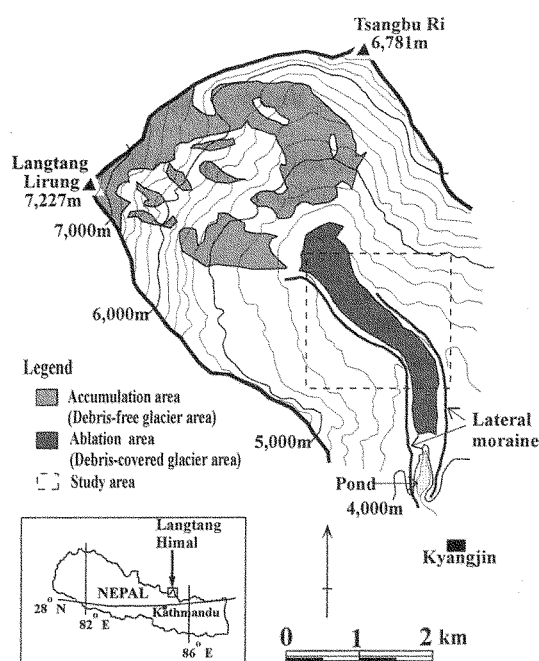 Tsangbu Ri
6,781m
Langtang
Lirung
7,227m
7,000m
6,000m
Legend
Accumulation area
(Debris-free glacier area)
Ablation area
(Debris-covered glacier area)
Study area
5,000m
Lateral
moraine
Pond
4,000m
Langtang
Himal
Kyangjin
NEPAL
Kathmandu
28° N
82° E
86° E
0 1 2 km